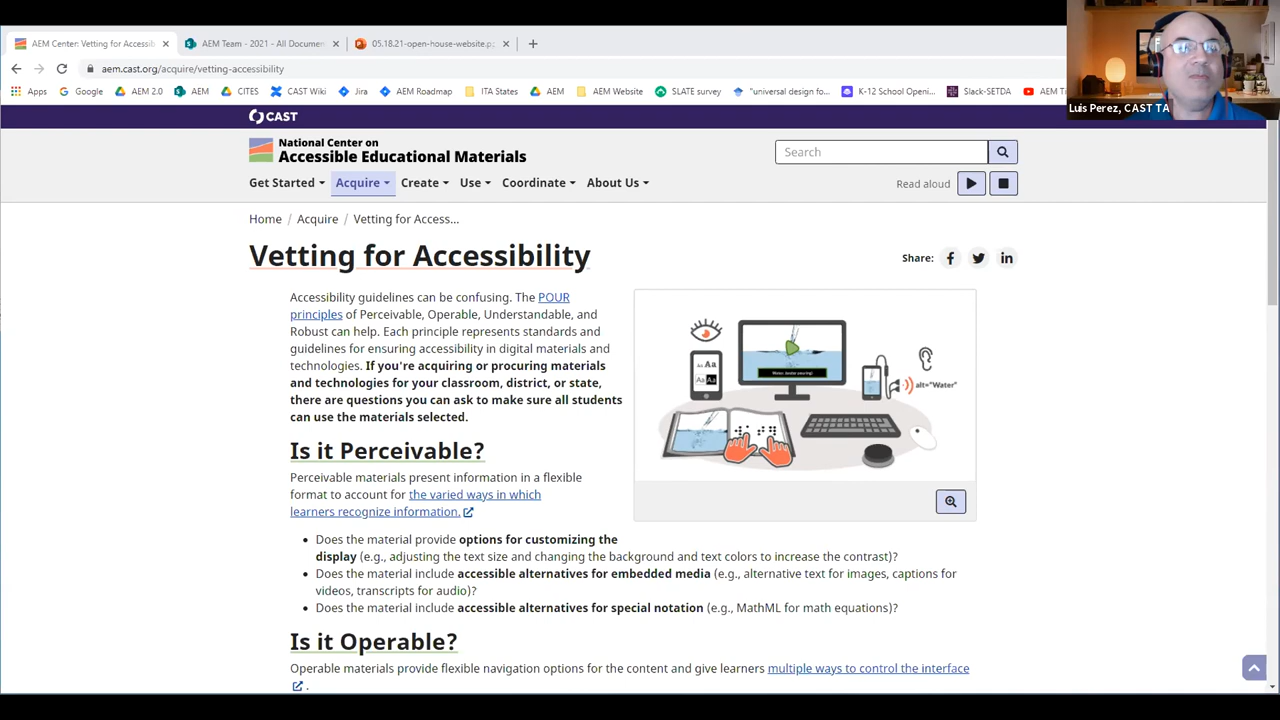 AEM Center: Vetting for Accessib
AEM Team - 2021 - All Document
05.18.21-open-house-website.p
aem.cast.org/acquire/vetting-accessibility
Apps Google AEM 2.0 AEM CITES CAST Wiki Jira AEM Roadmap ITA States AEM AEM Website SLATE survey "universal design fo... K-12 School Openi... Slack-SETDA AEM Ti
Luis Perez, CAST TA
CAST
National Center on
Accessible Educational Materials
Search
Get Started Acquire Create Use Coordinate About Us
Read aloud
Home / Acquire / Vetting for Access...
Vetting for Accessibility
Share:
Accessibility guidelines can be confusing. The POUR
principles of Perceivable, Operable, Understandable, and
Robust can help. Each principle represents standards and
guidelines for ensuring accessibility in digital materials and
technologies. If you're acquiring or procuring materials
and technologies for your classroom, district, or state,
there are questions you can ask to make sure all students
can use the materials selected.
Aa Aa
Aa Aa
alt="Water"
Is it Perceivable?
Perceivable materials present information in a flexible
format to account for the varied ways in which
learners recognize information.
• Does the material provide options for customizing the
display (e.g., adjusting the text size and changing the background and text colors to increase the contrast)?
• Does the material include accessible alternatives for embedded media (e.g., alternative text for images, captions for
videos, transcripts for audio)?
• Does the material include accessible alternatives for special notation (e.g., MathML for math equations)?
Is it Operable?
Operable materials provide flexible navigation options for the content and give learners multiple ways to control the interface
.